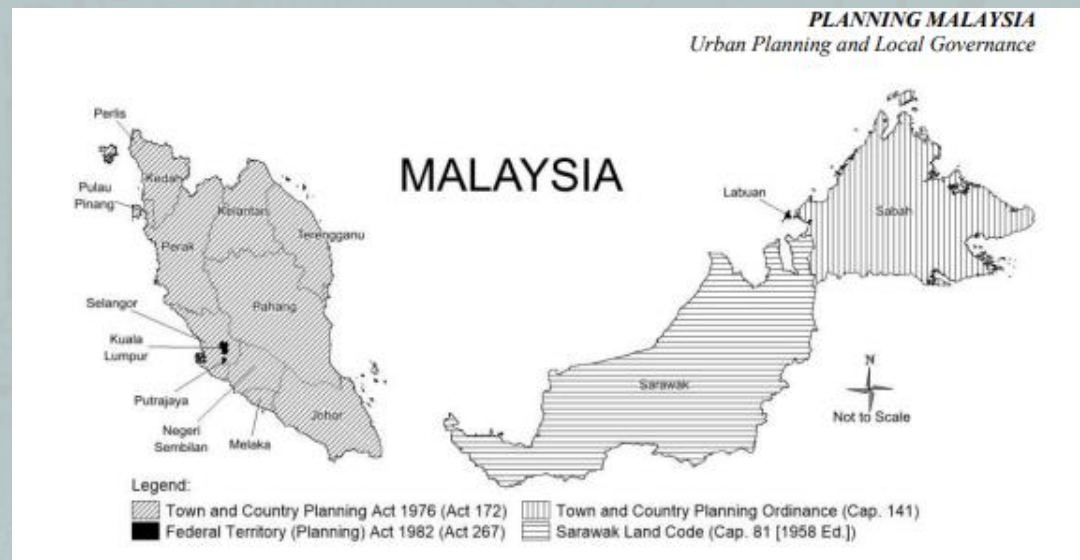 PLANNING MALAYSIA
Urban Planning and Local Governance
MALAYSIA
Perlis
Kedah
Pulau
Pinang
Kelantan
Terengganu
Perak
Selangor
Pahang
Kuala
Lumpur
Putrajaya
Negeri
Sembilan
Melaka
Johor
Labuan
Sabah
Sarawak
N
Not to Scale
Legend:
Town and Country Planning Act 1976 (Act 172)
Town and Country Planning Ordinance (Cap. 141)
Federal Territory (Planning) Act 1982 (Act 267)
Sarawak Land Code (Cap. 81 [1958 Ed.])